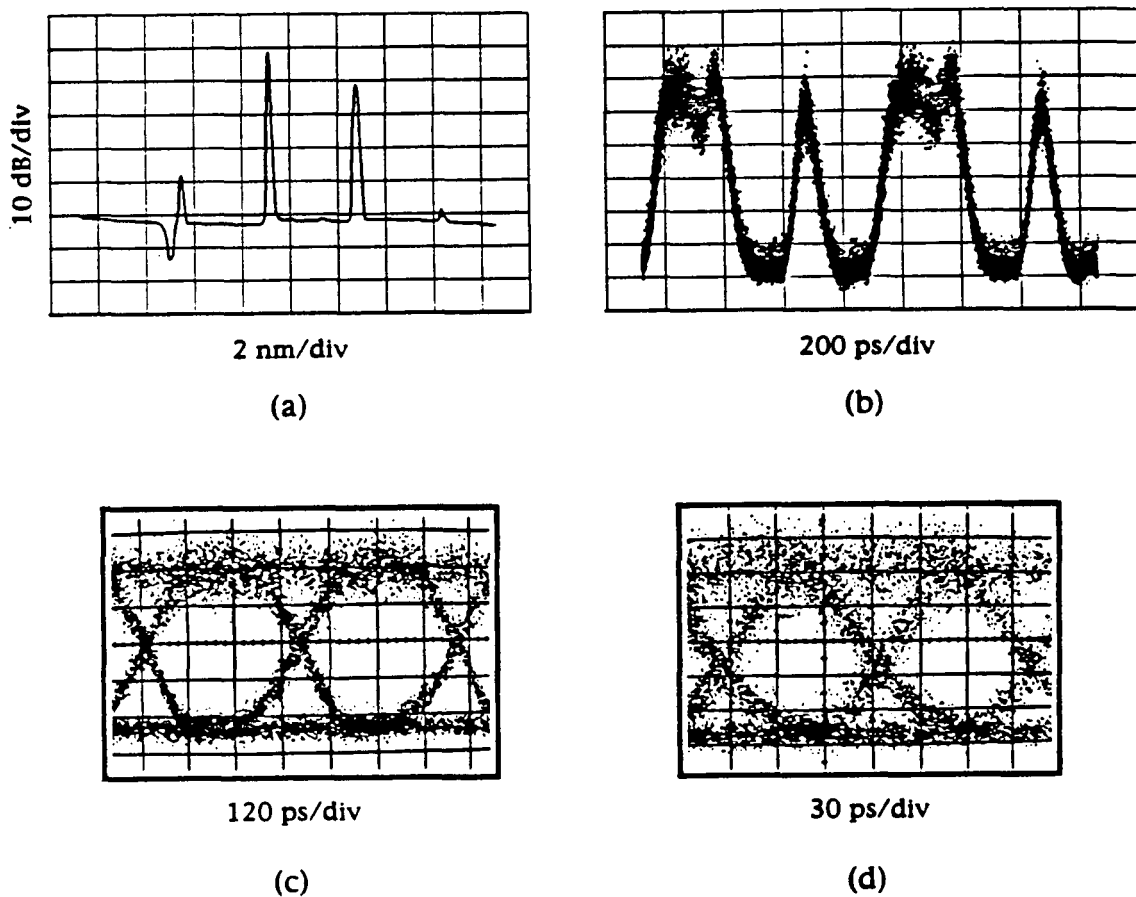 10 dB/div
2 nm/div
200 ps/div
(a)
(b)
120 ps/div
30 ps/div
(c)
(d)